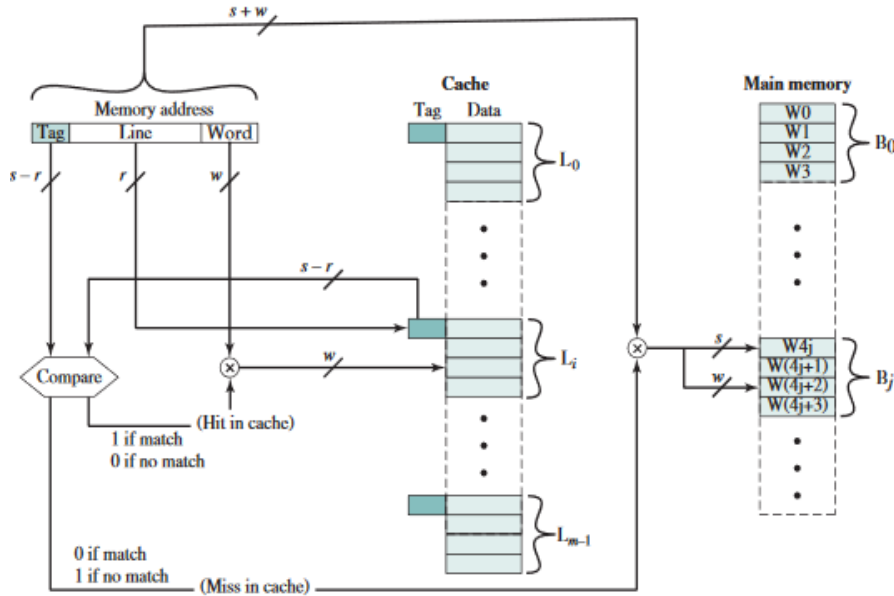 s + w
Cache
Main memory
Memory address
Tag Data
Tag Line Word
W0
W1
W2
W3
B0
L0
s – r
r
w
s – r
Li
w
Compare
s
w
W4j
W(4j+1)
W(4j+2)
W(4j+3)
Bj
(Hit in cache)
1 if match
0 if no match
Lm–1
0 if match
1 if no match
(Miss in cache)